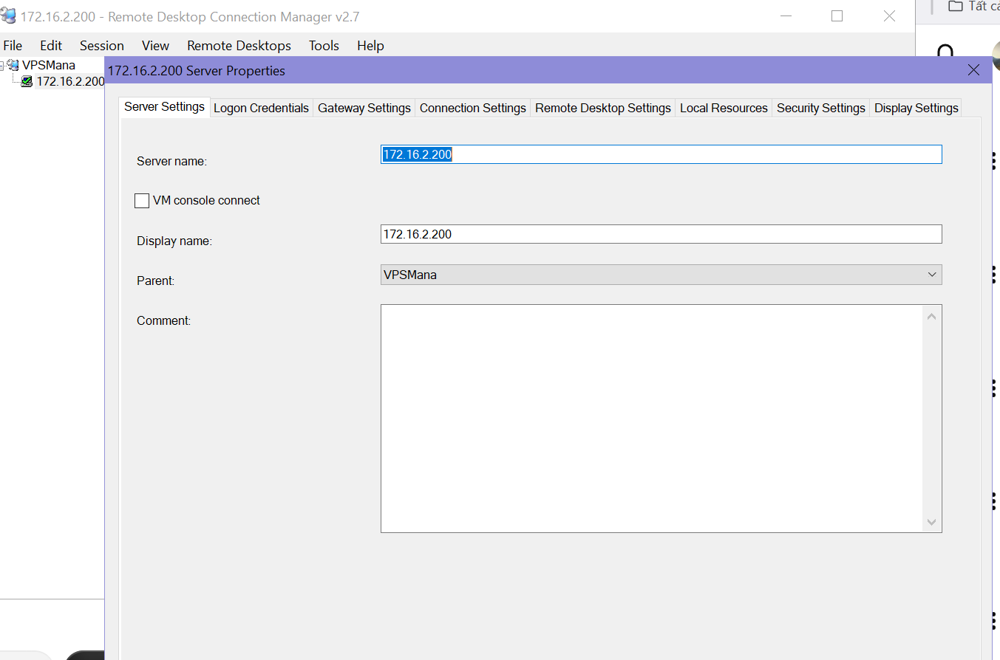 172.16.2.200 - Remote Desktop Connection Manager v2.7
Tất cả
File Edit Session View Remote Desktops Tools Help
VPSMana
172.16.2.200
172.16.2.200 Server Properties
Server Settings Logon Credentials Gateway Settings Connection Settings Remote Desktop Settings Local Resources Security Settings Display Settings
Server name: 172.16.2.200
VM console connect
Display name: 172.16.2.200
Parent: VPSMana
Comment: